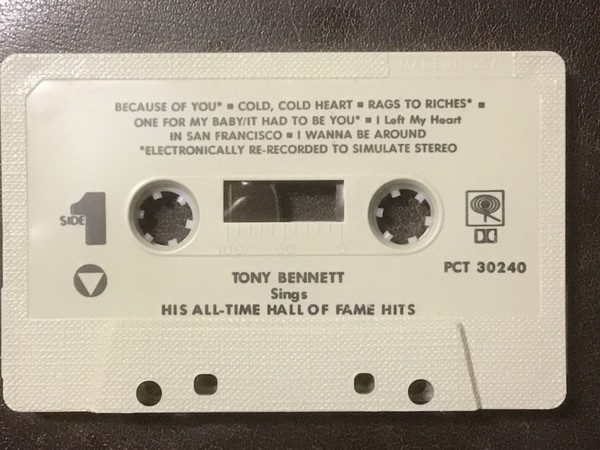 MADE IN U.S.A.
BECAUSE OF YOU* ▪ COLD, COLD HEART ▪ RAGS TO RICHES* ▪
ONE FOR MY BABY/IT HAD TO BE YOU* ▪ I Left My Heart
IN SAN FRANCISCO ▪ I WANNA BE AROUND
*ELECTRONICALLY RE-RECORDED TO SIMULATE STEREO
SIDE 1
100 50 0
PCT 30240
TONY BENNETT
Sings
HIS ALL-TIME HALL OF FAME HITS